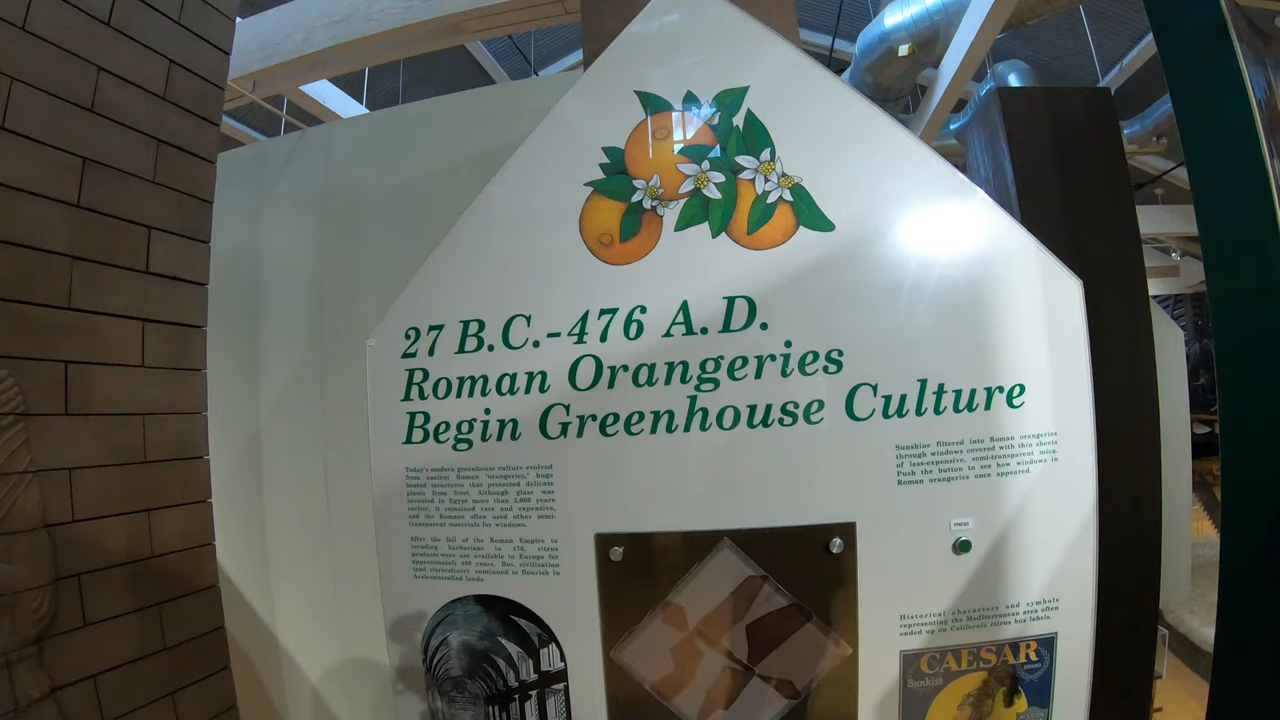 27 B.C.-476 A.D.
Roman Orangeries
Begin Greenhouse Culture
Today's modern greenhouse culture evolved
from ancient Roman "orangeries," huge
heated structures that protected delicate
plants from frost. Although glass was
invented in Egypt more than 3,000 years
earlier, it remained rare and expensive,
and the Romans often used other semi-
transparent materials for windows.
After the fall of the Roman Empire to
invading barbarians in 476, citrus
products were not available in Europe for
approximately 400 years. But, civilization
(and citriculture) continued to flourish in
Arab-controlled lands.
Sunshine filtered into Roman orangeries
through windows covered with thin sheets
of less-expensive, semi-transparent mica.
Push the button to see how windows in
Roman orangeries once appeared.
PRESS
Historical characters and symbols
representing the Mediterranean area often
ended up on California citrus box labels.
CAESAR
BRAND
Sunkist